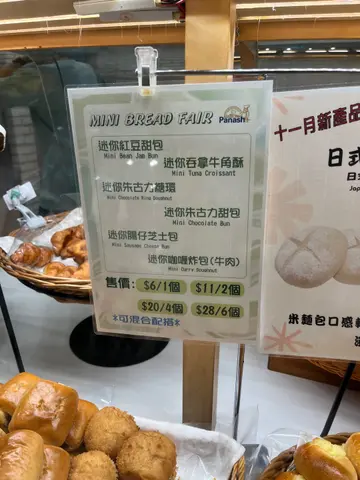 MINI BREAD FAIR
Panash
迷你紅豆甜包
Mini Bean Jam Bun
迷你吞拿牛角酥
Mini Tuna Croissant
迷你朱古力糖環
Mini Chocolate Ring Doughnut
迷你朱古力甜包
Mini Chocolate Bun
迷你腸仔芝士包
Mini Sausage Cheese Bun
迷你咖喱炸包(牛肉)
Mini Curry Doughnut
售價: $6/1個 $11/2個
$20/4個 $28/6個
*可混合配搭*
十一月新產品
日式
日式
Jap
米麵包口感